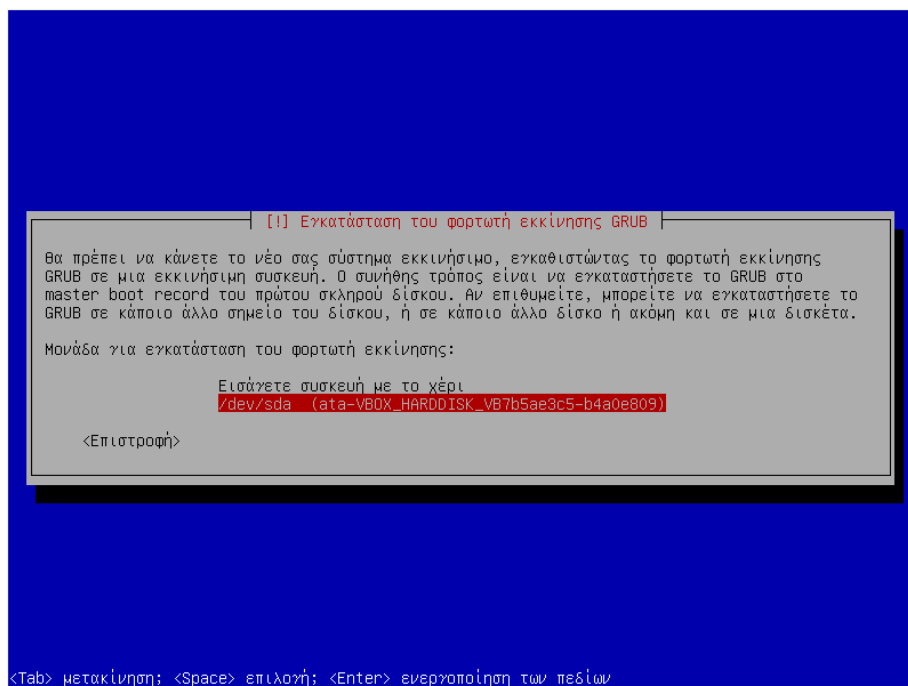 [!] Εγκατάσταση του φορτωτή εκκίνησης GRUB
Θα πρέπει να κάνετε το νέο σας σύστημα εκκινήσιμο, εγκαθιστώντας το φορτωτή εκκίνησης
GRUB σε μια εκκινήσιμη συσκευή. Ο συνήθης τρόπος είναι να εγκαταστήσετε το GRUB στο
master boot record του πρώτου σκληρού δίσκου. Αν επιθυμείτε, μπορείτε να εγκαταστήσετε το
GRUB σε κάποιο άλλο σημείο του δίσκου, ή σε κάποιο άλλο δίσκο ή ακόμη και σε μια δισκέτα.
Μονάδα για εγκατάσταση του φορτωτή εκκίνησης:
Εισάγετε συσκευή με το χέρι
/dev/sda  (ata-VBOX_HARDDISK_VB7b5ae3c5-b4a0e809)
<Επιστροφή>
<Tab> μετακίνηση; <Space> επιλογή; <Enter> ενεργοποίηση των πεδίων